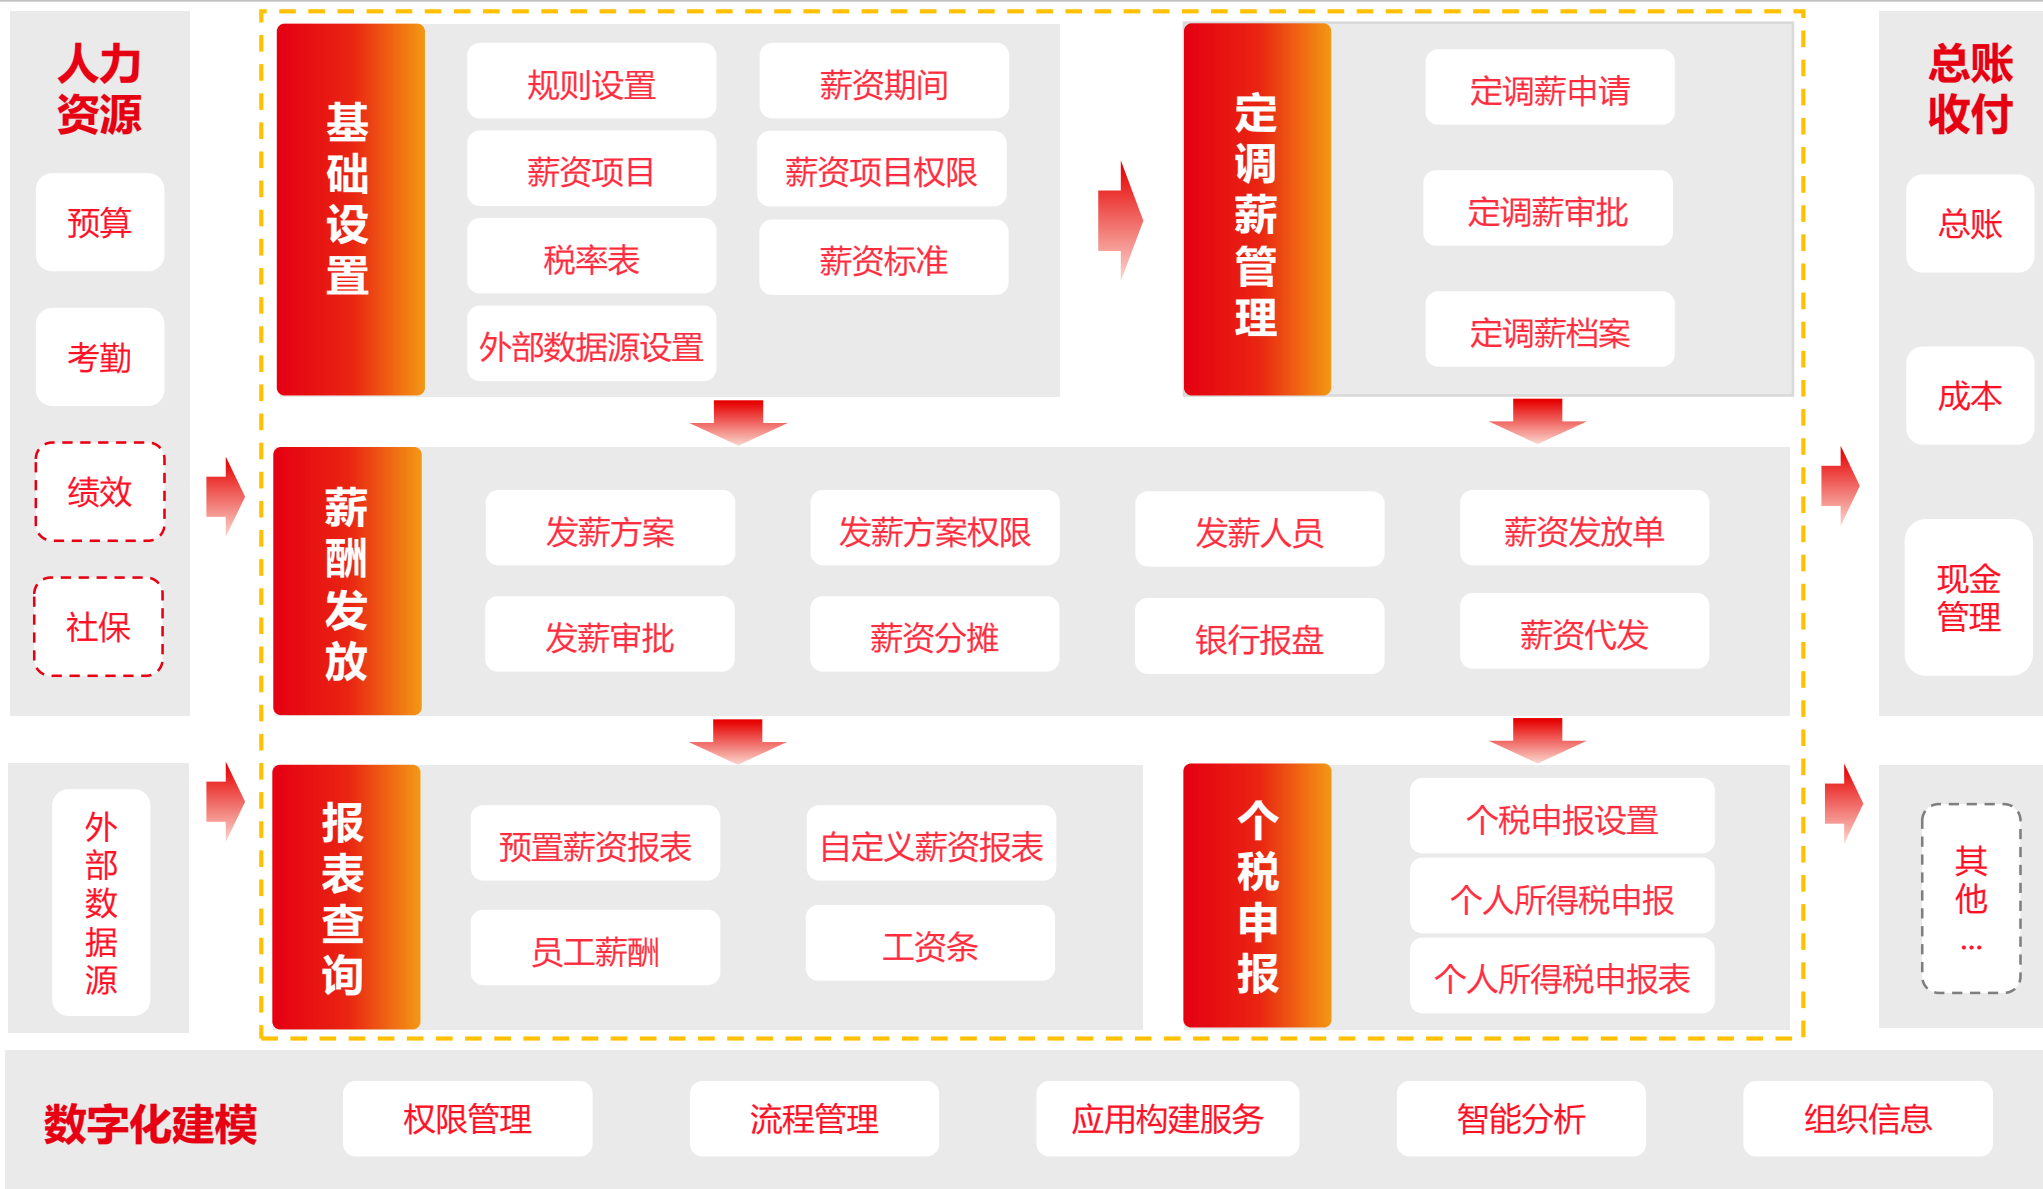 人力
资源
预算
考勤
绩效
社保
外
部
数
据
源
基
础
设
置
规则设置
薪资期间
薪资项目
薪资项目权限
税率表
薪资标准
外部数据源设置
定
调
薪
管
理
定调薪申请
定调薪审批
定调薪档案
薪
酬
发
放
发薪方案
发薪方案权限
发薪人员
薪资发放单
发薪审批
薪资分摊
银行报盘
薪资代发
报
表
查
询
预置薪资报表
自定义薪资报表
员工薪酬
工资条
个
税
申
报
个税申报设置
个人所得税申报
个人所得税申报表
总账
收付
总账
成本
现金
管理
其
他
...
数字化建模
权限管理
流程管理
应用构建服务
智能分析
组织信息